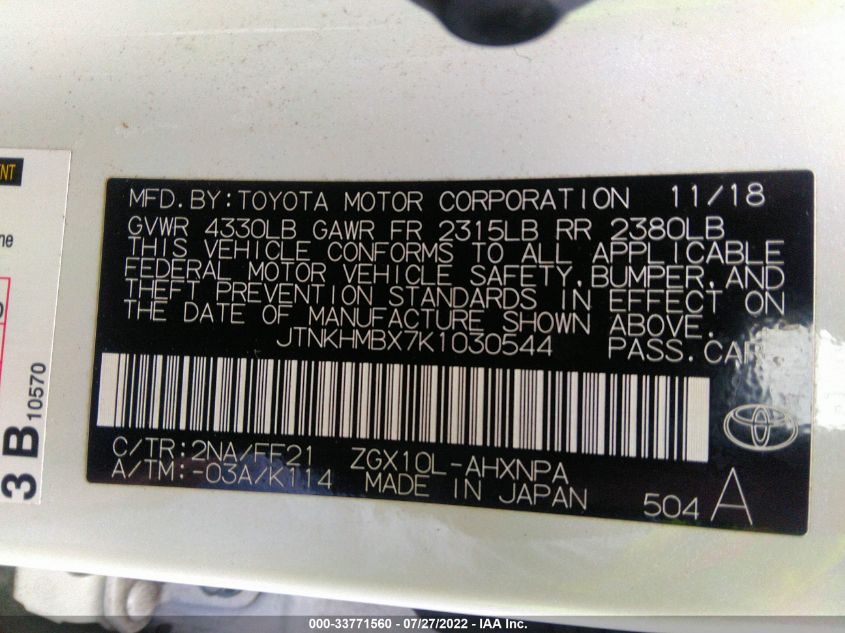 NT
ne
3 B 10570
MFD.BY:TOYOTA MOTOR CORPORATION 11/18
GVWR 4330LB GAWR FR 2315LB RR 2380LB
THIS VEHICLE CONFORMS TO ALL APPLICABLE
FEDERAL MOTOR VEHICLE SAFETY,BUMPER,AND
THEFT PREVENTION STANDARDS IN EFFECT ON
THE DATE OF MANUFACTURE SHOWN ABOVE.
JTNKHMBX7K1030544 PASS.CAR
C/TR:2NA/FF21 ZGX10L-AHXNPA
A/TM:-03A/K114 MADE IN JAPAN 504 A
000-33771560 - 07/27/2022 - IAA Inc.